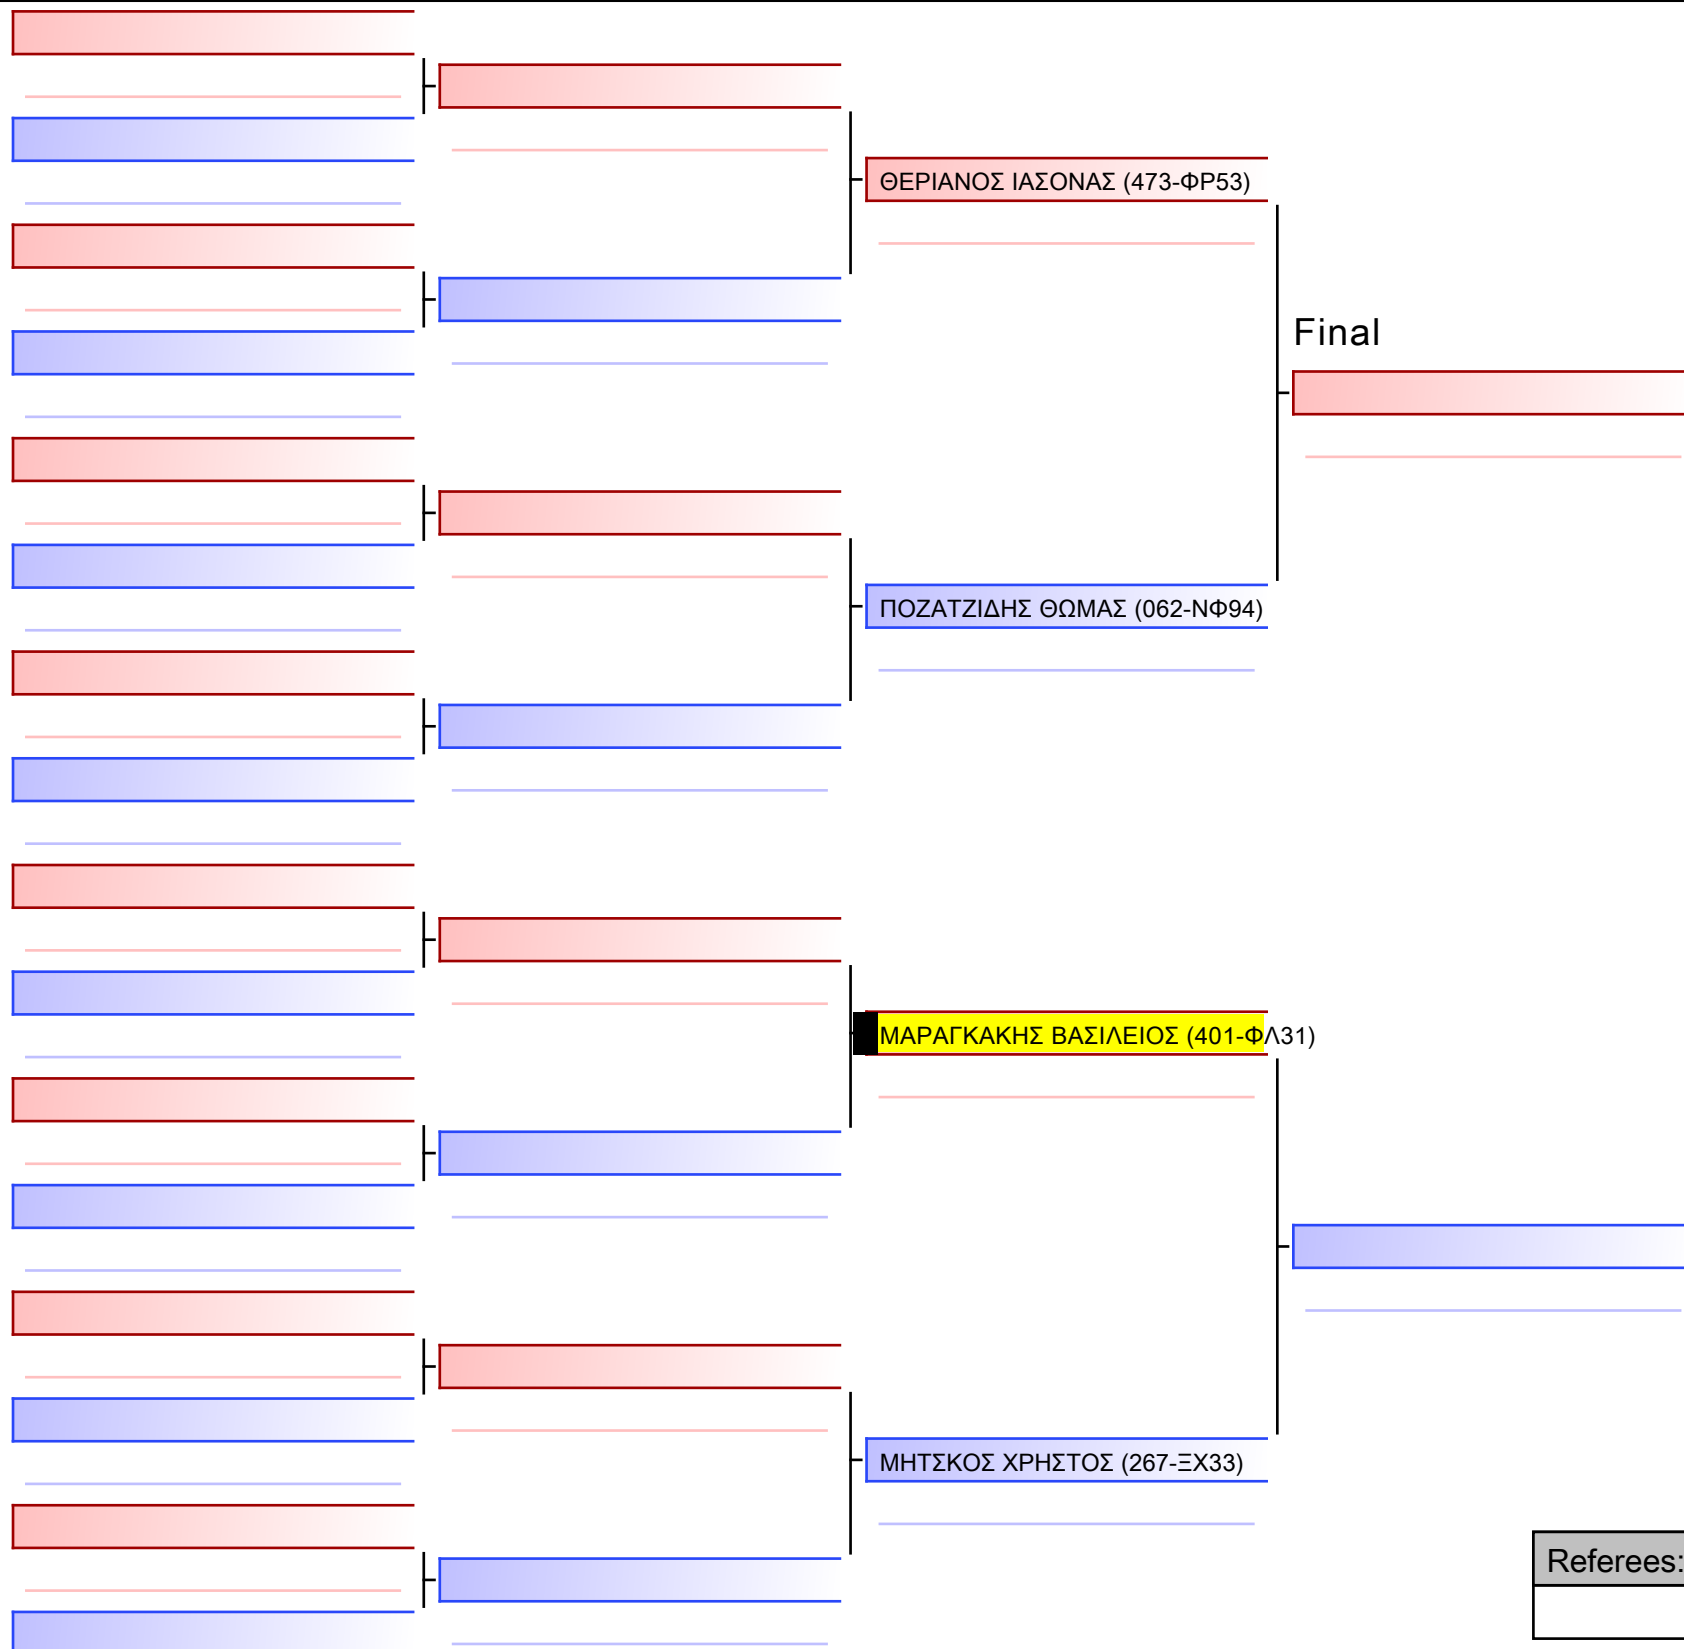 ΘΕΡΙΑΝΟΣ ΙΑΣΟΝΑΣ (473-ΦΡ53)
Final
ΠΟΖΑΤΖΙΔΗΣ ΘΩΜΑΣ (062-ΝΦ94)
ΜΑΡΑΓΚΑΚΗΣ ΒΑΣΙΛΕΙΟΣ (401-ΦΛ31)
ΜΗΤΣΚΟΣ ΧΡΗΣΤΟΣ (267-ΞΧ33)
Referees: